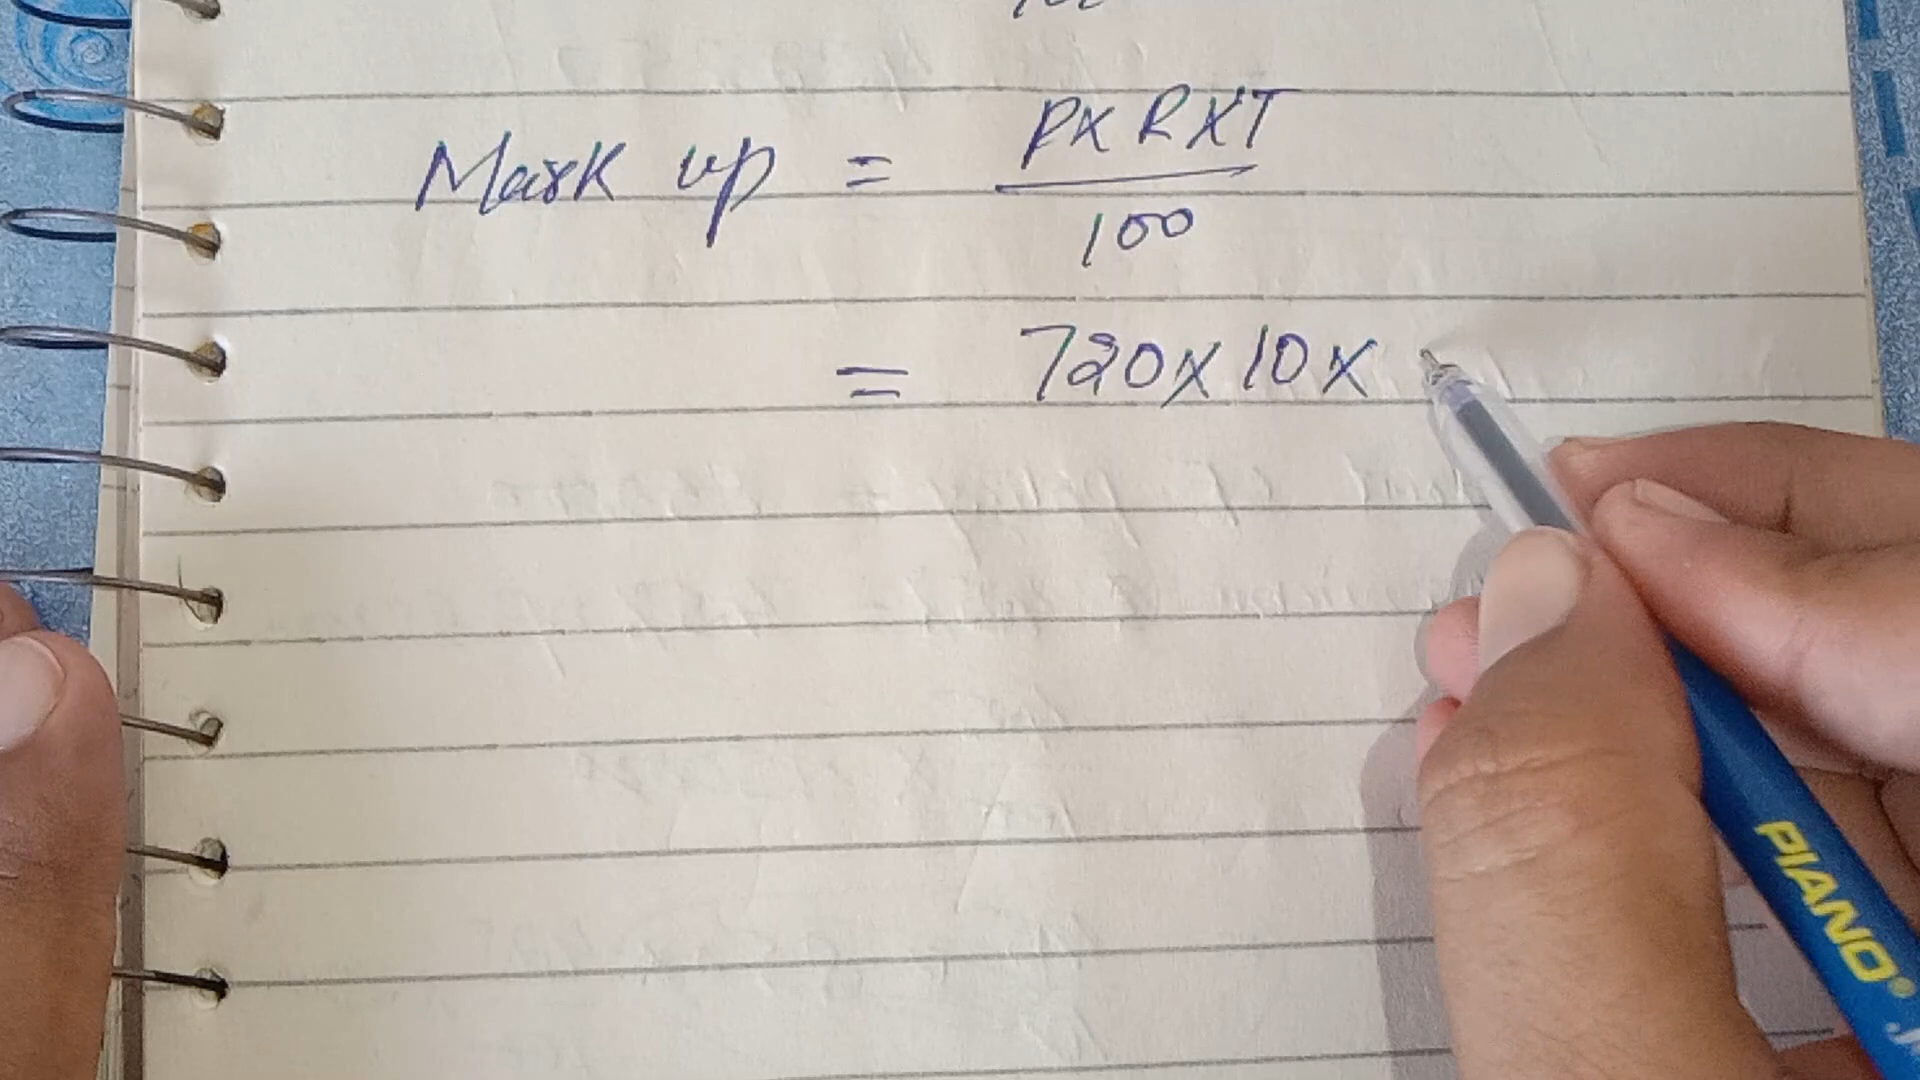 Mark up = P X R X T
100
= 720 x 10 x
PIANO